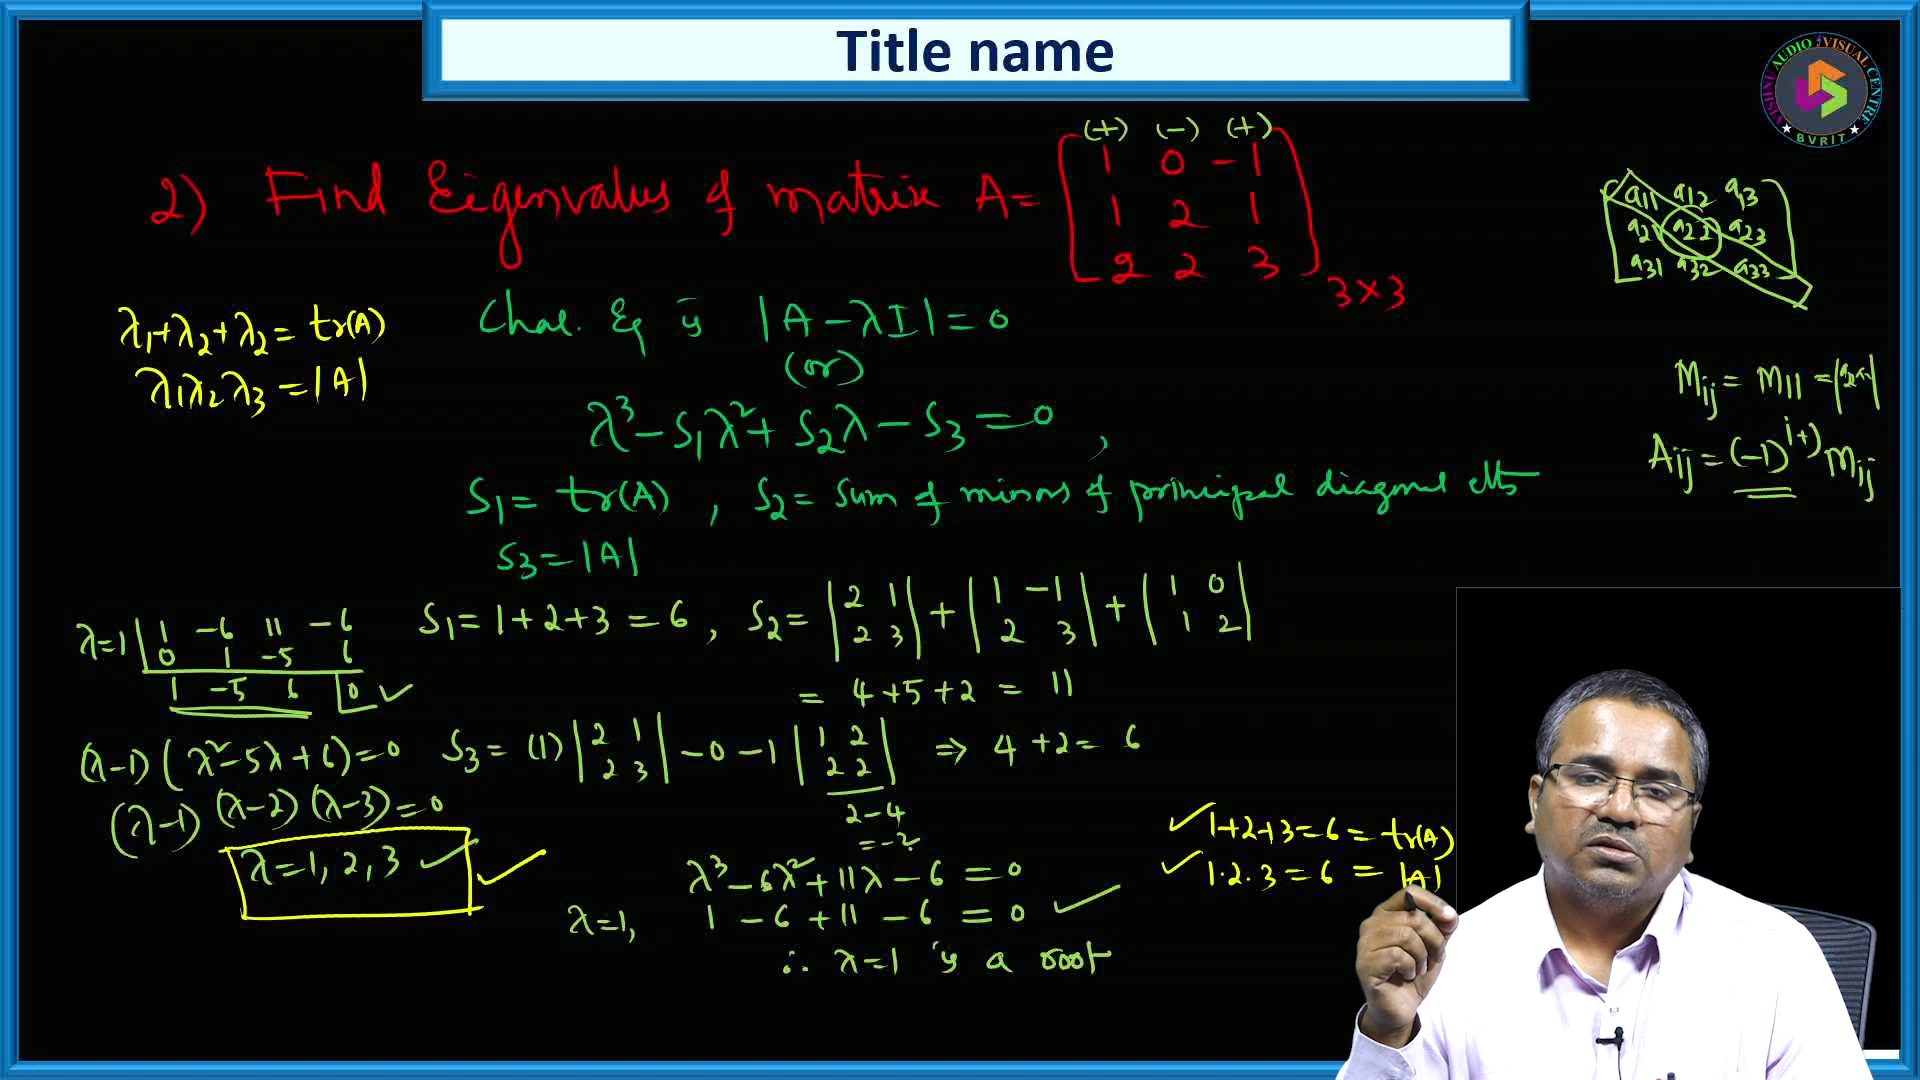 Title name
VISHNU AUDIO VISUAL CENTRE
BVRIT
(+) (-) (+)
2) Find Eigenvalues of matrix A= [1 0 -1
1 2 1
2 2 3] 3×3
a11 a12 a13
a21 a22 a23
a31 a32 a33
λ1+λ2+λ2 = tr(A)
λ1λ2λ3 = |A|
Char. Eq is |A - λI| = 0
(or)
λ³ - S1λ² + S2λ - S3 = 0 ,
Mij = M11 =
Aij = (-1)^i+j Mij
S1 = tr(A) , S2 = Sum of minors of principal diagonal elts
S3 = |A|
S1 = 1+2+3 = 6 , S2 = |2 1; 2 3| + |1 -1; 2 3| + |1 0; 1 2|
= 4+5+2 = 11
S3 = (1) |2 1; 2 3| - 0 - 1 |1 2; 2 2| ⇒ 4+2 = 6
2-4
=-2
λ³ - 6λ² + 11λ - 6 = 0
λ=1, 1 - 6 + 11 - 6 = 0 ✓
∴ λ=1 is a root
λ=1 | 1 -6 11 -6
0 1 -5 6
1 -5 6 |0 ✓
(λ-1) (λ²-5λ+6)=0
(λ-1) (λ-2) (λ-3)=0
λ=1, 2, 3 ✓ ✓
✓ 1+2+3=6 = tr(A)
✓ 1·2·3=6 = |A|